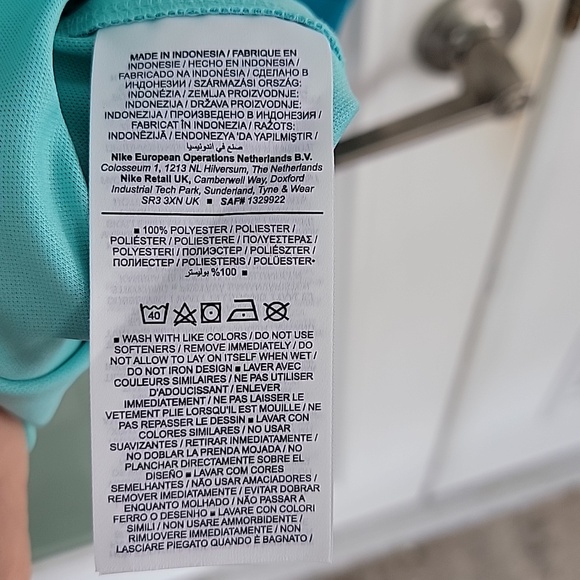 MADE IN INDONESIA / FABRIQUE EN
INDONESIE / HECHO EN INDONESIA /
FABRICADO NA INDONÉSIA / СДЕЛАНО В
ИНДОНЕЗИИ / SZÁRMAZÁSI ORSZÁG:
INDONÉZIA / ZEMLJA PROIZVODNJE:
INDONEZIJA / DRŽAVA PROIZVODNJE:
INDONEZIJA / ПРОИЗВЕДЕНО В ИНДОНЕЗИЯ /
FABRICAT ÎN INDONEZIA / RAŽOTS:
INDONĒZIJĀ / ENDONEZYA 'DA YAPILMIŞTIR /
صنع في أندونيسيا
Nike European Operations Netherlands B.V.
Colosseum 1, 1213 NL Hilversum, The Netherlands
Nike Retail UK, Camberwell Way, Doxford
Industrial Tech Park, Sunderland, Tyne & Wear
SR3 3XN UK ■ SAF# 1329922
■ 100% POLYESTER / POLIESTER /
POLIÉSTER / POLIESTERE / ΠΟΛΥΕΣΤΕΡΑΣ /
POLYESTERI / ПОЛИЭСТЕР / POLIÉSZTER /
ПОЛИЕСТЕР / POLIESTERIS / POLÜESTER•
%100 بوليستر ■
40
■ WASH WITH LIKE COLORS / DO NOT USE
SOFTENERS / REMOVE IMMEDIATELY / DO
NOT ALLOW TO LAY ON ITSELF WHEN WET /
DO NOT IRON DESIGN ■ LAVER AVEC
COULEURS SIMILAIRES / NE PAS UTILISER
D'ADOUCISSANT / ENLEVER
IMMEDIATEMENT / NE PAS LAISSER LE
VETEMENT PLIE LORSQU'IL EST MOUILLE / NE
PAS REPASSER LE DESSIN ■ LAVAR CON
COLORES SIMILARES / NO USAR
SUAVIZANTES / RETIRAR INMEDIATAMENTE /
NO DOBLAR LA PRENDA MOJADA / NO
PLANCHAR DIRECTAMENTE SOBRE EL
DISEÑO ■ LAVAR COM CORES
SEMELHANTES / NÃO USAR AMACIADORES /
REMOVER IMEDIATAMENTE / EVITAR DOBRAR
ENQUANTO MOLHADO / NÃO PASSAR A
FERRO O DESENHO ■ LAVARE CON COLORI
SIMILI / NON USARE AMMORBIDENTE /
RIMUOVERE IMMEDIATAMENTE / NON
LASCIARE PIEGATO QUANDO È BAGNATO /